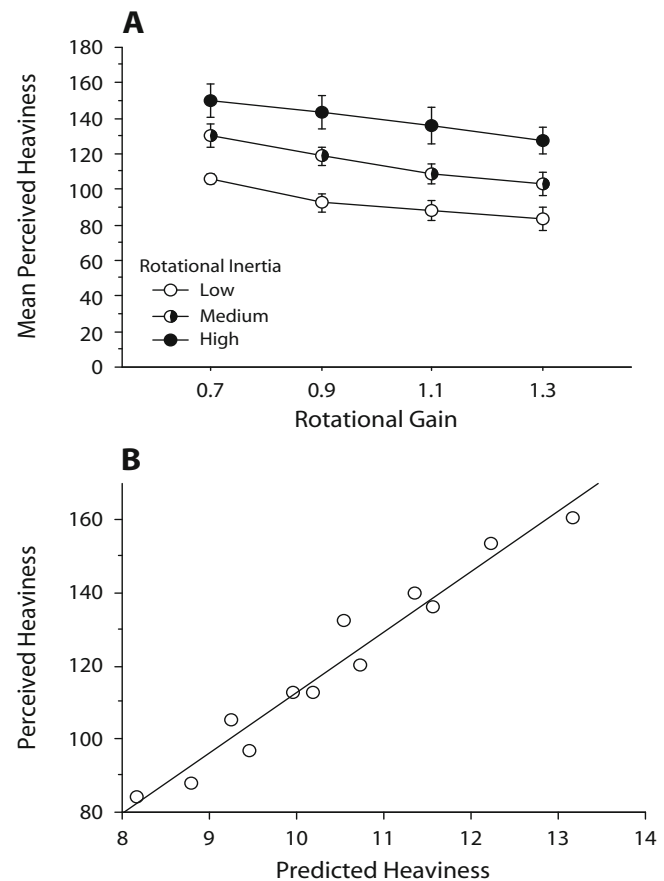 A
Mean Perceived Heaviness
180
160
140
120
100
80
60
40
20
0
Rotational Inertia
Low
Medium
High
0.7 0.9 1.1 1.3
Rotational Gain
B
Perceived Heaviness
160
140
120
100
80
8 9 10 11 12 13 14
Predicted Heaviness